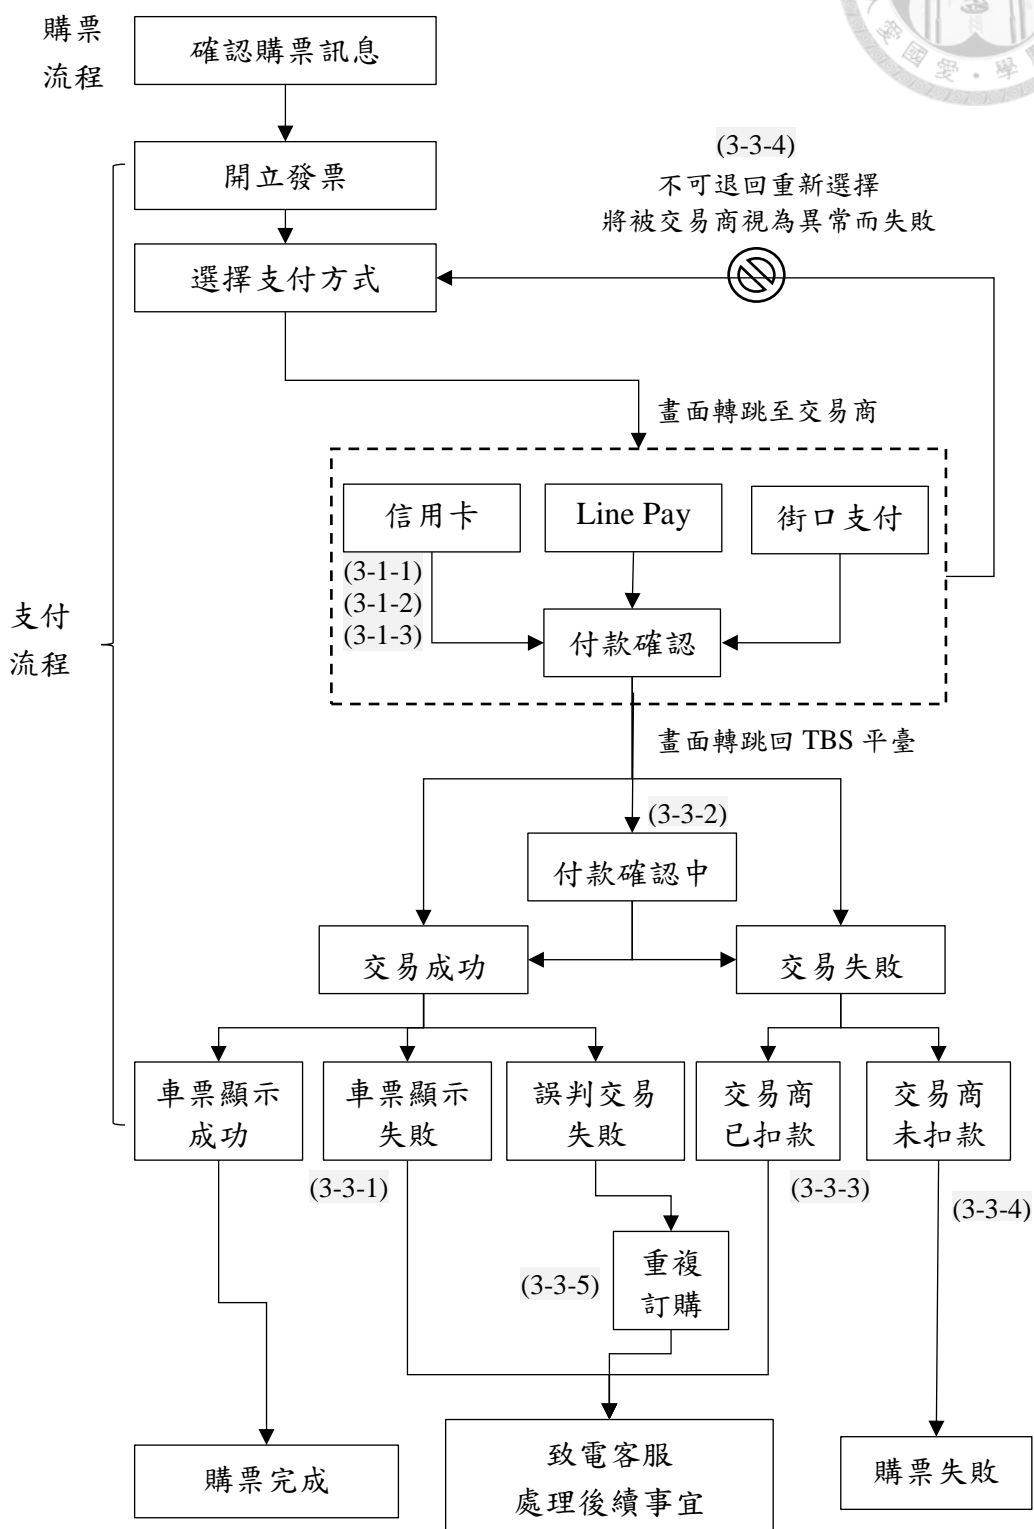 購票
流程
確認購票訊息
愛國愛・學
開立發票
(3-3-4)
不可退回重新選擇
將被交易商視為異常而失敗
選擇支付方式
畫面轉跳至交易商
信用卡
Line Pay
街口支付
(3-1-1)
(3-1-2)
(3-1-3)
付款確認
支付
流程
畫面轉跳回 TBS 平臺
(3-3-2)
付款確認中
交易成功
交易失敗
車票顯示
成功
車票顯示
失敗
誤判交易
失敗
交易商
已扣款
交易商
未扣款
(3-3-1)
(3-3-3)
(3-3-4)
(3-3-5)
重複
訂購
購票完成
致電客服
處理後續事宜
購票失敗